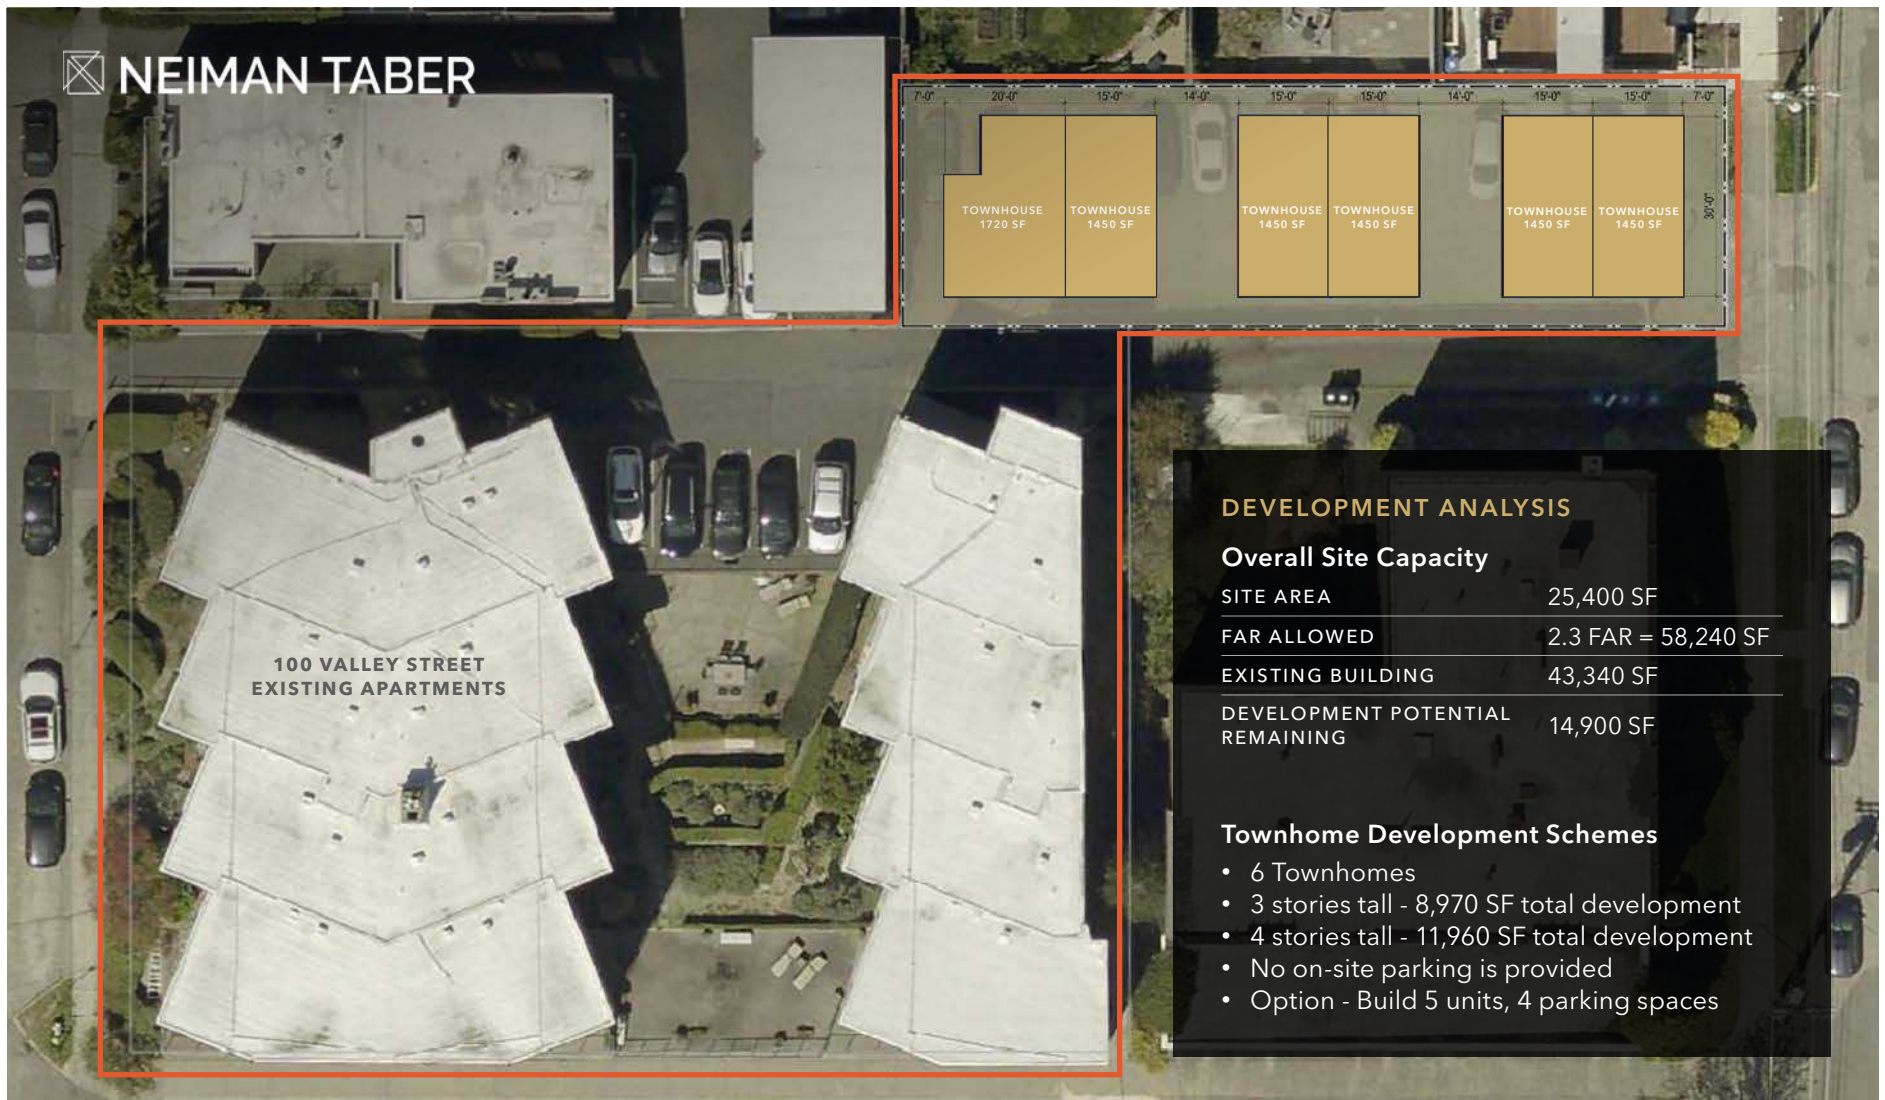 NEIMAN TABER
7'-0" 20'-0" 15'-0" 14'-0" 15'-0" 15'-0" 14'-0" 15'-0" 15'-0" 7'-0"
TOWNHOUSE
1720 SF
TOWNHOUSE
1450 SF
TOWNHOUSE
1450 SF
TOWNHOUSE
1450 SF
TOWNHOUSE
1450 SF
TOWNHOUSE
1450 SF
30'-0"
100 VALLEY STREET
EXISTING APARTMENTS
DEVELOPMENT ANALYSIS
Overall Site Capacity
SITE AREA 25,400 SF
FAR ALLOWED 2.3 FAR = 58,240 SF
EXISTING BUILDING 43,340 SF
DEVELOPMENT POTENTIAL
REMAINING 14,900 SF
Townhome Development Schemes
• 6 Townhomes
• 3 stories tall - 8,970 SF total development
• 4 stories tall - 11,960 SF total development
• No on-site parking is provided
• Option - Build 5 units, 4 parking spaces